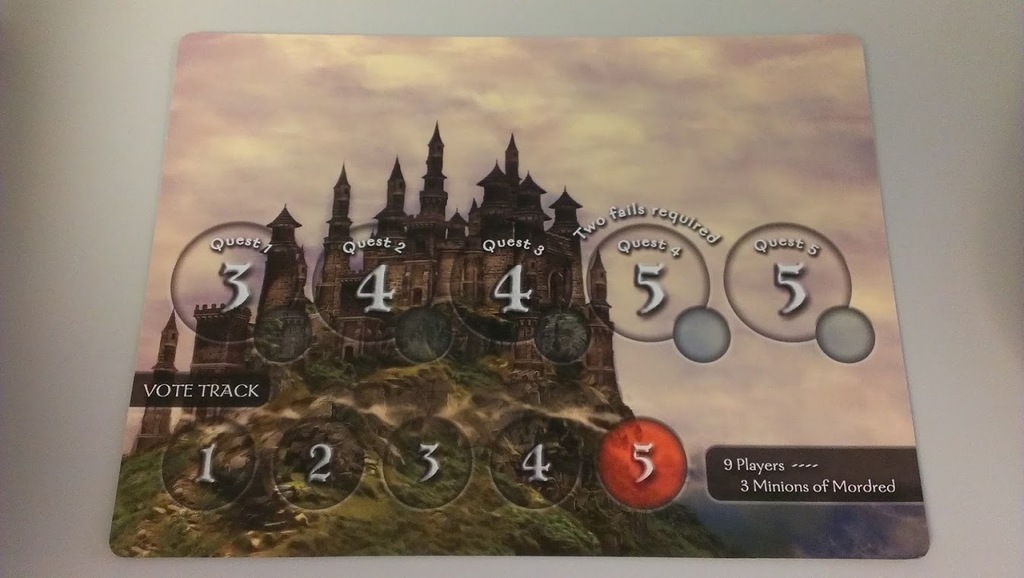 Two fails required
Quest 1 Quest 2 Quest 3 Quest 4 Quest 5
3 4 4 5 5
VOTE TRACK
1 2 3 4 5
9 Players ----
3 Minions of Mordred